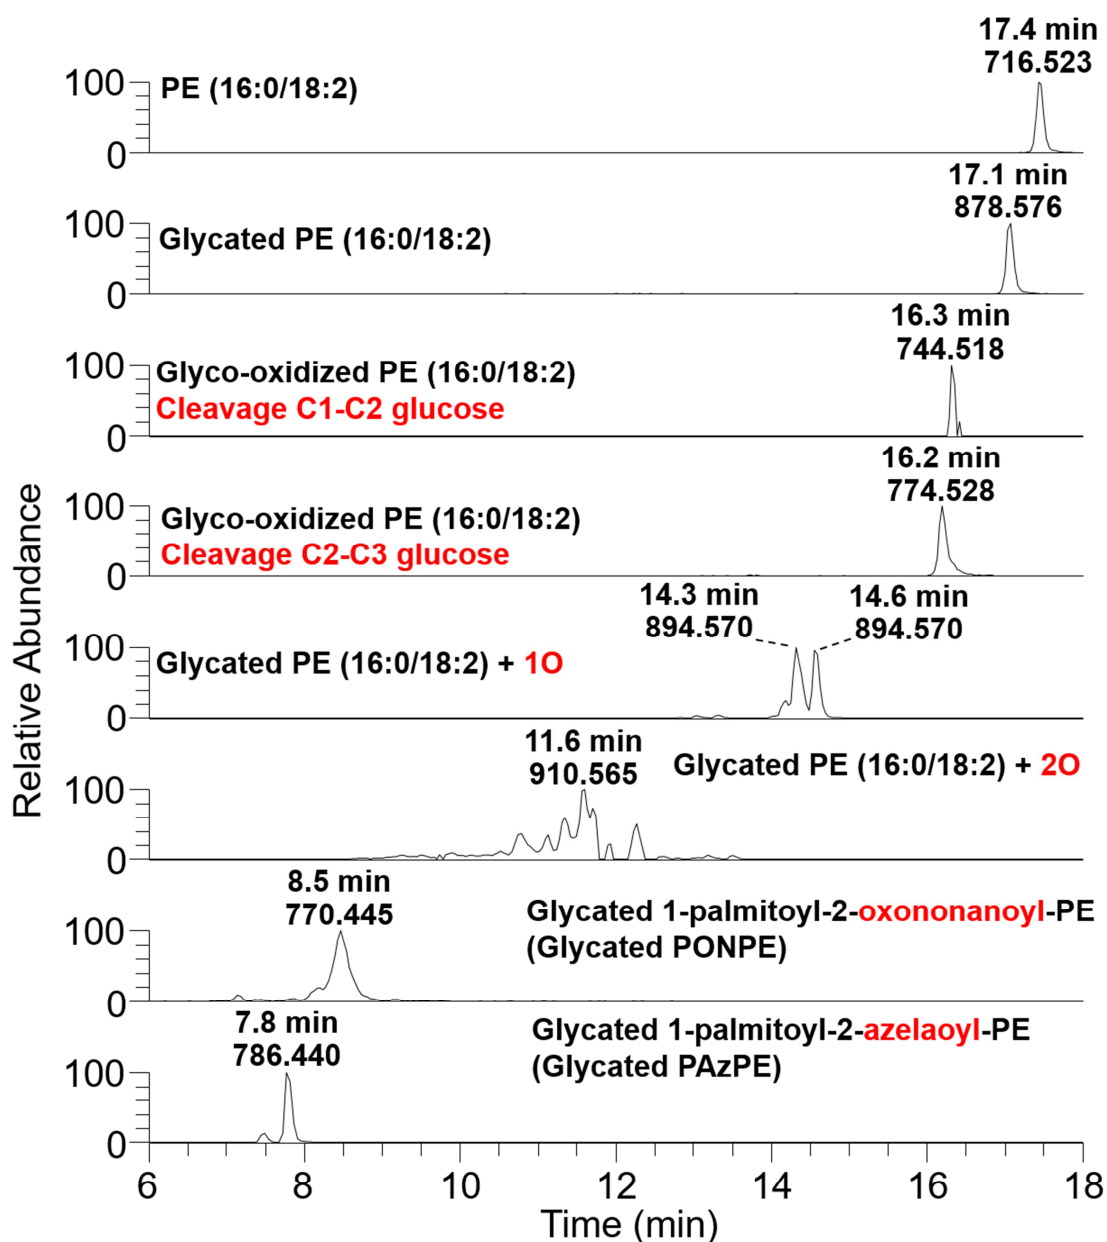 17.4 min
716.523
100
PE (16:0/18:2)
0
17.1 min
878.576
100
Glycated PE (16:0/18:2)
0
16.3 min
744.518
100
Glyco-oxidized PE (16:0/18:2)
Cleavage C1-C2 glucose
0
16.2 min
774.528
100
Glyco-oxidized PE (16:0/18:2)
Cleavage C2-C3 glucose
0
14.3 min
894.570
14.6 min
894.570
100
Glycated PE (16:0/18:2) + 1O
0
11.6 min
910.565
Glycated PE (16:0/18:2) + 2O
100
0
8.5 min
770.445
Glycated 1-palmitoyl-2-oxononanoyl-PE
(Glycated PONPE)
100
0
7.8 min
786.440
Glycated 1-palmitoyl-2-azelaoyl-PE
(Glycated PAzPE)
100
0
Relative Abundance
6 8 10 12 14 16 18
Time (min)